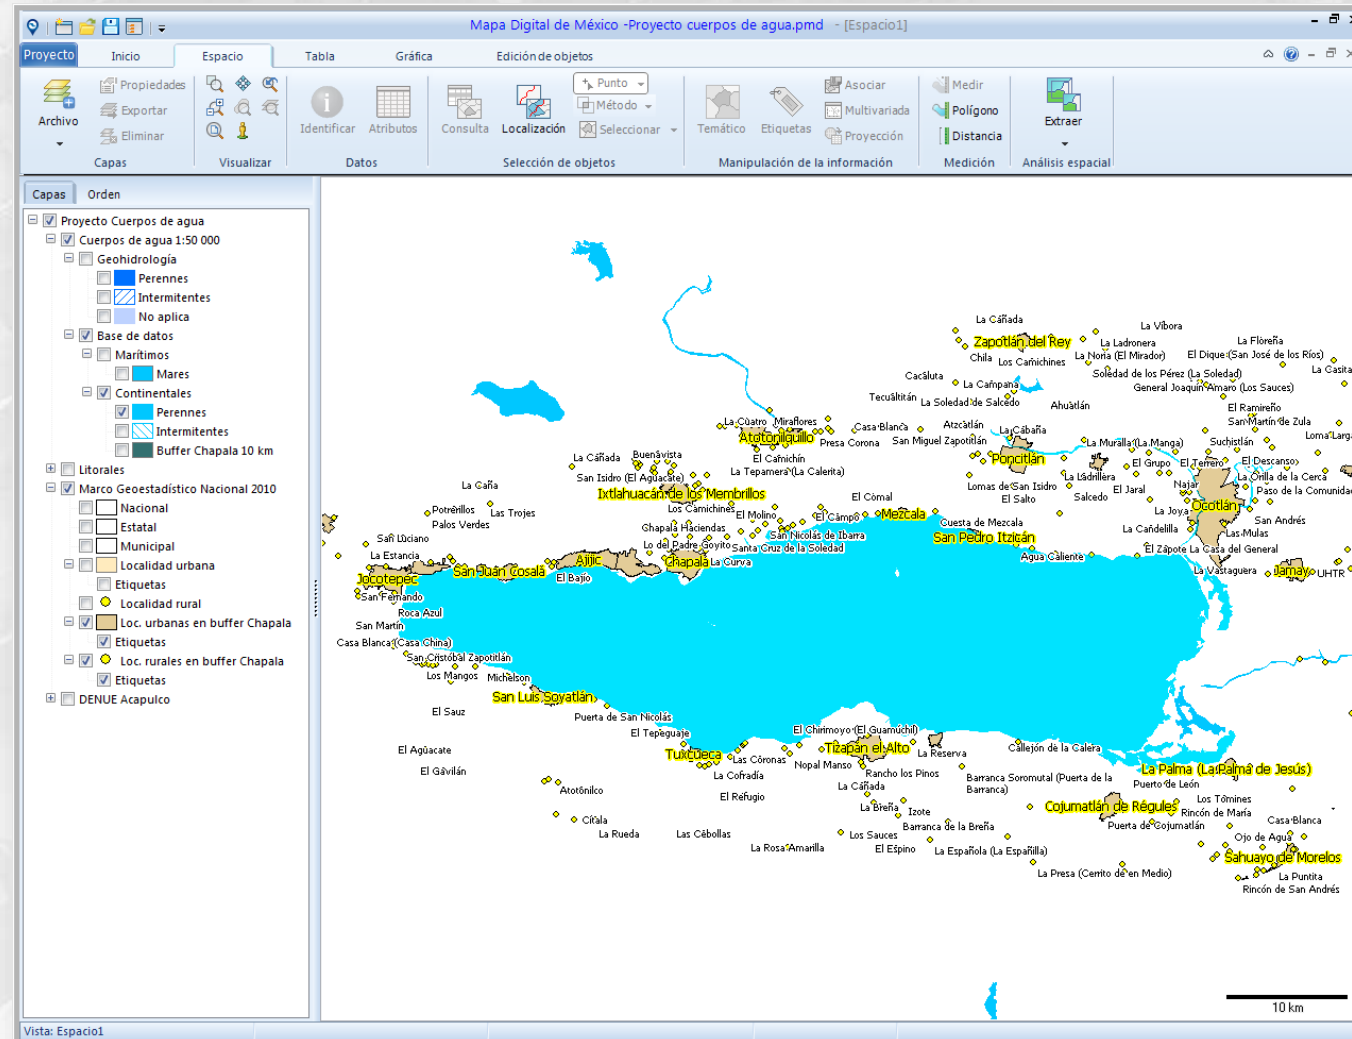 Mapa Digital de México -Proyecto cuerpos de agua.pmd - [Espacio1]
Proyecto Inicio Espacio Tabla Gráfica Edición de objetos
Archivo
Propiedades
Exportar
Eliminar
Capas
Visualizar
Identificar Atributos
Datos
Consulta Localización
Punto
Método
Seleccionar
Selección de objetos
Temático Etiquetas
Asociar
Multivariada
Proyección
Manipulación de la información
Medir
Polígono
Distancia
Medición
Extraer
Análisis espacial
Capas Orden
Proyecto Cuerpos de agua
Cuerpos de agua 1:50 000
Geohidrología
Perennes
Intermitentes
No aplica
Base de datos
Marítimos
Mares
Continentales
Perennes
Intermitentes
Buffer Chapala 10 km
Litorales
Marco Geoestadístico Nacional 2010
Nacional
Estatal
Municipal
Localidad urbana
Etiquetas
Localidad rural
Loc. urbanas en buffer Chapala
Etiquetas
Loc. rurales en buffer Chapala
Etiquetas
DENUE Acapulco
La Cañada
La Víbora
Zapotlán del Rey
La Ladronera
La Floreña
Chila Los Camichines
La Noria (El Mirador)
El Dique (San José de los Ríos)
La Casita
Cacaluta
La Campana
Soledad de los Pérez (La Soledad)
General Joaquín Amaro (Los Sauces)
Tecualtitán
La Soledad de Salcedo
Ahuatlán
El Ramireño
San Martín de Zula
La Cuatro Miraflores
Casa Blanca
Atzcatlán
La Cabaña
Loma Larga
Atotonilquillo
Presa Corona
San Miguel Zapotitlán
La Muralla (La Manga)
Suchistlán
El Camichín
Poncitlán
La Cañada Buenavista
La Tepamera (La Calerita)
El Grupo El Terrero El Descanso
San Isidro (El Aguacate)
La Ladrillera
La Orilla de la Cerca
La Caña
Ixtlahuacán de los Membrillos
Lomas de San Isidro
El Salto
Salcedo
El Jaral
Najar
Paso de la Comunidad
Potrerillos Las Trojes
Los Camichines
El Comal
La Joya
Ocotlán
Palos Verdes
El Molino
El Campo
Mezcala
Cuesta de Mezcala
San Andrés
Chapala Haciendas
San Nicolás de Ibarra
La Candelilla
Las Mulas
San Luciano
Lo del Padre Goyito
Santa Cruz de la Soledad
San Pedro Itzicán
El Zapote La Casa del General
La Estancia
Ajijic
Chapala
La Curva
Agua Caliente
La Vastaguera
Jamay
UHTR
Jocotepec
San Juan Cosalá
El Bajío
San Fernando
Roca Azul
San Martín
Casa Blanca (Casa China)
San Cristóbal Zapotitlán
Los Mangos Michelson
San Luis Soyatlán
El Sauz
Puerta de San Nicolás
El Tepeguaje
El Chirimoyo (El Guamúchil)
El Aguacate
Tuxcueca
Las Coronas
Tizapán el Alto
La Reserva
Callejón de la Calera
El Gavilán
La Cofradía
Nopal Manso
Rancho los Pinos
La Palma (La Palma de Jesús)
Atotonilco
El Refugio
La Cañada
Barranca Soromutal (Puerta de la Barranca)
Puerto de León
La Breña
Izote
Cojumatlán de Régules
Los Tomines
Rincón de María
Citala
La Rueda
Las Cebollas
Los Sauces
Barranca de la Breña
Puerta de Cojumatlán
Casa Blanca
Ojo de Agua
La Rosa Amarilla
El Espino
La Española (La Españilla)
Sahuayo de Morelos
La Presa (Cerrito de en Medio)
La Puntita
Rincón de San Andrés
10 km
Vista: Espacio1